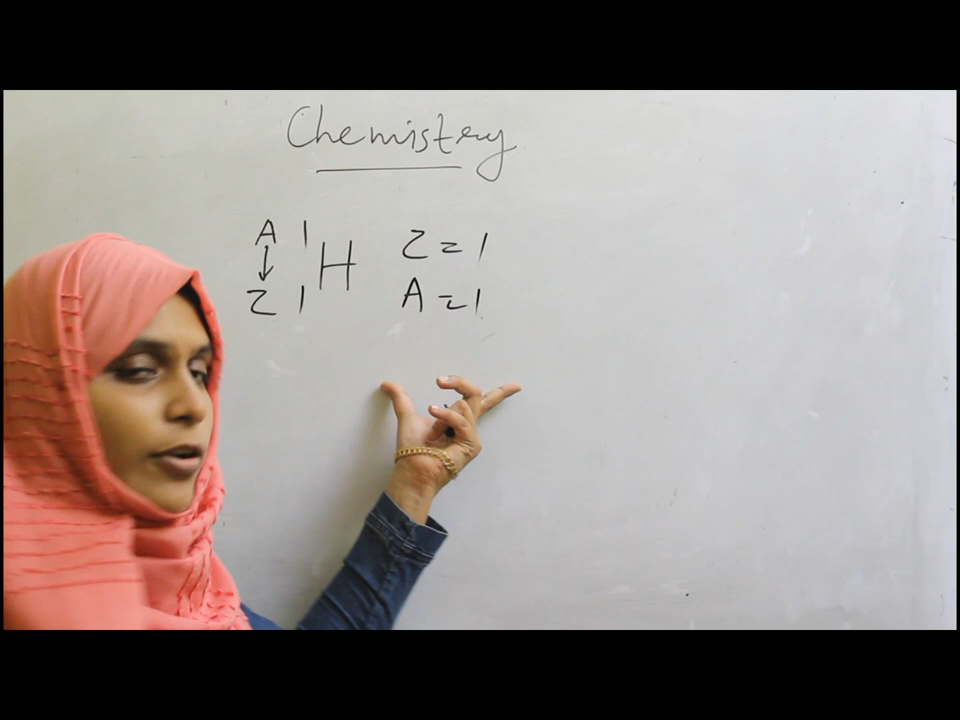 Chemistry
A 1 H Z = 1
↓
Z 1 A = 1